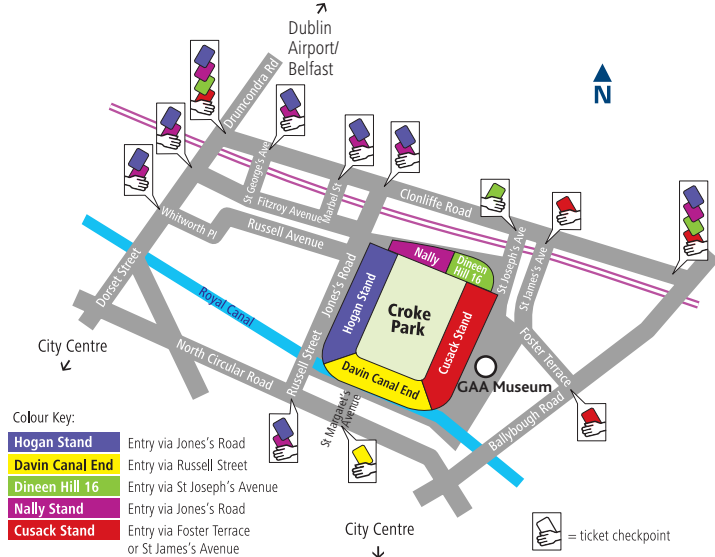 Dublin
Airport/
Belfast
N
Drumcondra Rd
St George's Ave
Marbel St
Fitzroy Avenue
Clonliffe Road
Whitworth Pl
Russell Avenue
St Joseph's Ave
St James's Ave
Dorset Street
Jones's Road
Royal Canal
Nally
Dineen
Hill 16
Hogan Stand
Croke
Park
Cusack Stand
Davin Canal End
GAA Museum
Foster Terrace
Ballybough Road
City Centre
North Circular Road
Russell Street
St Margaret's
Avenue
Colour Key:
Hogan Stand Entry via Jones's Road
Davin Canal End Entry via Russell Street
Dineen Hill 16 Entry via St Joseph's Avenue
Nally Stand Entry via Jones's Road
Cusack Stand Entry via Foster Terrace
or St James's Avenue
City Centre
= ticket checkpoint